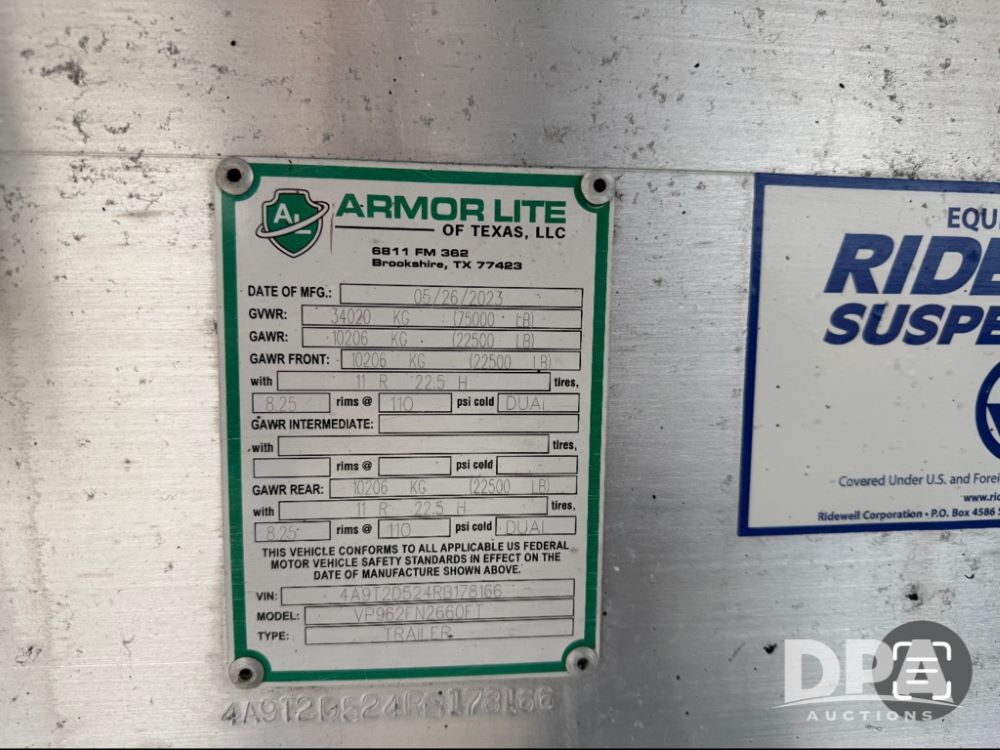 AL
ARMOR LITE
OF TEXAS, LLC
6811 FM 362
Brookshire, TX 77423
DATE OF MFG.: 05/26/2023
GVWR: 34020 KG (75000 LB)
GAWR: 10206 KG (22500 LB)
GAWR FRONT: 10206 KG (22500 LB)
with 11 R 22.5 H tires,
8.25 rims @ 110 psi cold DUAL
GAWR INTERMEDIATE:
with tires,
rims @ psi cold
GAWR REAR: 10206 KG (22500 LB)
with 11 R 22.5 H tires,
8.25 rims @ 110 psi cold DUAL
THIS VEHICLE CONFORMS TO ALL APPLICABLE US FEDERAL
MOTOR VEHICLE SAFETY STANDARDS IN EFFECT ON THE
DATE OF MANUFACTURE SHOWN ABOVE.
VIN: 4A9T2D524RB178166
MODEL: VP962FN2660FT
TYPE: TRAILER
4A9T2D524RB178166
EQUI
RIDE
SUSPE
Covered Under U.S. and Forei
www.rid
Ridewell Corporation • P.O. Box 4586 S
DPA
AUCTIONS